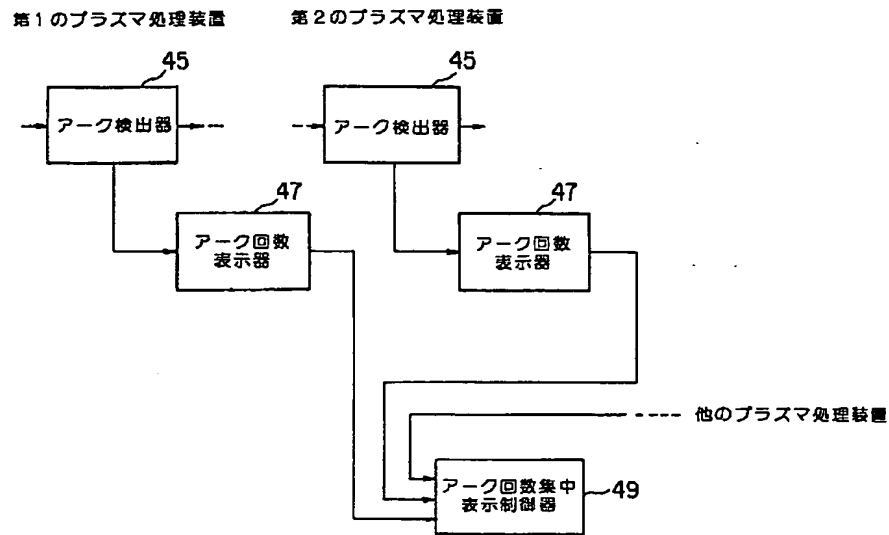 第1のプラズマ処理装置
第2のプラズマ処理装置
45
アーク検出器
45
アーク検出器
47
アーク回数
表示器
47
アーク回数
表示器
他のプラズマ処理装置
アーク回数集中
表示制御器
49